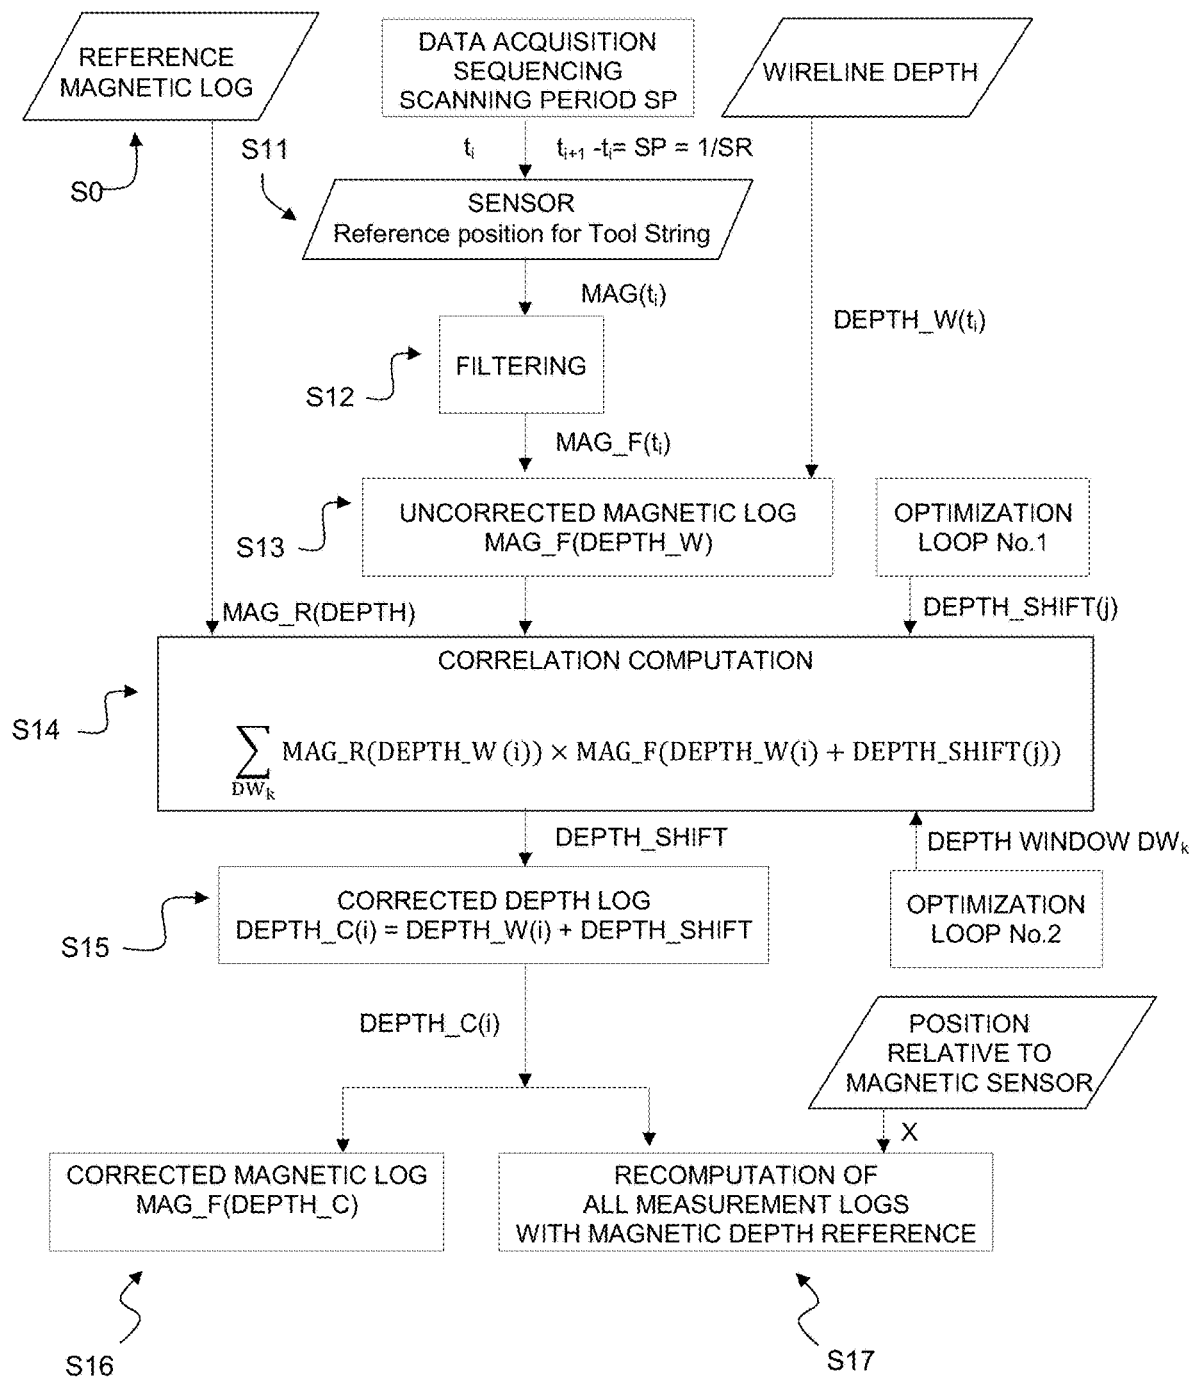 REFERENCE
MAGNETIC LOG
DATA ACQUISITION
SEQUENCING
SCANNING PERIOD SP
WIRELINE DEPTH
S0
S11
tᵢ
tᵢ₊₁ -tᵢ= SP = 1/SR
SENSOR
Reference position for Tool String
MAG(tᵢ)
DEPTH_W(tᵢ)
S12
FILTERING
MAG_F(tᵢ)
S13
UNCORRECTED MAGNETIC LOG
MAG_F(DEPTH_W)
OPTIMIZATION
LOOP No.1
MAG_R(DEPTH)
DEPTH_SHIFT(j)
S14
CORRELATION COMPUTATION
∑ MAG_R(DEPTH_W (i)) × MAG_F(DEPTH_W(i) + DEPTH_SHIFT(j))
DWₖ
DEPTH_SHIFT
DEPTH WINDOW DWₖ
S15
CORRECTED DEPTH LOG
DEPTH_C(i) = DEPTH_W(i) + DEPTH_SHIFT
OPTIMIZATION
LOOP No.2
DEPTH_C(i)
POSITION
RELATIVE TO
MAGNETIC SENSOR
X
CORRECTED MAGNETIC LOG
MAG_F(DEPTH_C)
RECOMPUTATION OF
ALL MEASUREMENT LOGS
WITH MAGNETIC DEPTH REFERENCE
S16
S17